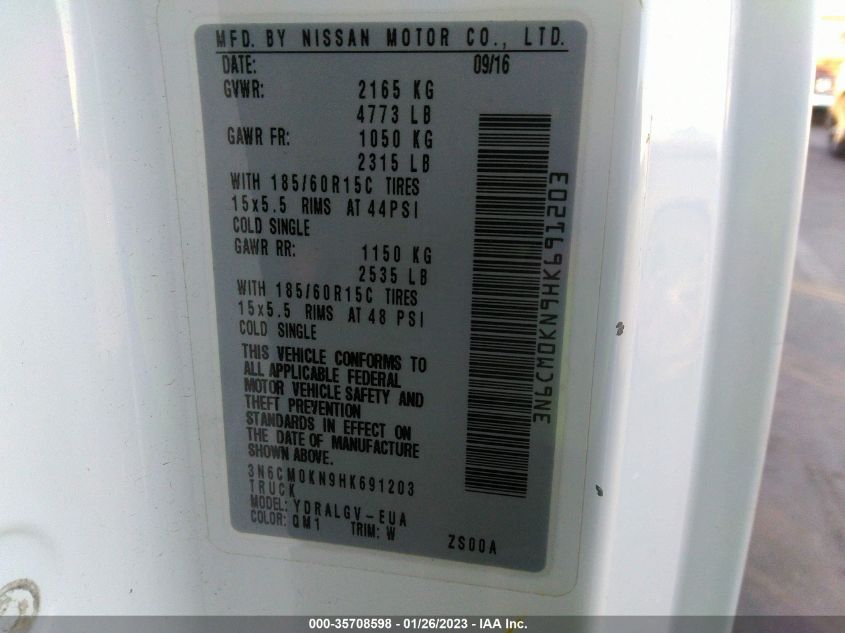 MFD. BY NISSAN MOTOR CO., LTD.
DATE: 09/16
GVWR: 2165 KG
4773 LB
GAWR FR: 1050 KG
2315 LB
WITH 185/60R15C TIRES
15x5.5 RIMS AT 44PSI
COLD SINGLE
GAWR RR: 1150 KG
2535 LB
WITH 185/60R15C TIRES
15x5.5 RIMS AT 48 PSI
COLD SINGLE
THIS VEHICLE CONFORMS TO
ALL APPLICABLE FEDERAL
MOTOR VEHICLE SAFETY AND
THEFT PREVENTION
STANDARDS IN EFFECT ON
THE DATE OF MANUFACTURE
SHOWN ABOVE.
3N6CM0KN9HK691203
TRUCK
MODEL: YDRALGV-EUA
COLOR: QM1 TRIM: W ZS00A
3N6CM0KN9HK691203
000-35708598 - 01/26/2023 - IAA Inc.